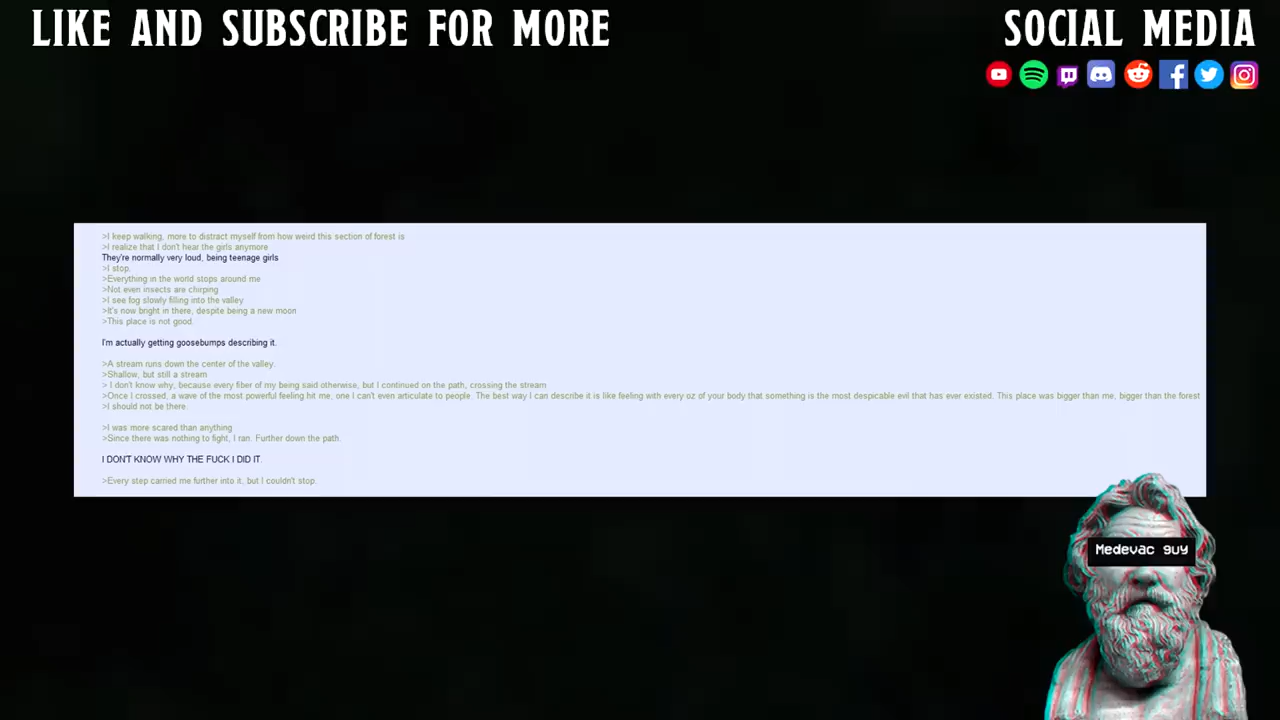 LIKE AND SUBSCRIBE FOR MORE
SOCIAL MEDIA
>I keep walking, more to distract myself from how weird this section of forest is
>I realize that I don't hear the girls anymore
They're normally very loud, being teenage girls
>I stop.
>Everything in the world stops around me
>Not even insects are chirping
>I see fog slowly filling into the valley
>It's now bright in there, despite being a new moon
>This place is not good.
I'm actually getting goosebumps describing it.
>A stream runs down the center of the valley.
>Shallow, but still a stream
> I don't know why, because every fiber of my being said otherwise, but I continued on the path, crossing the stream
>Once I crossed, a wave of the most powerful feeling hit me, one I can't even articulate to people. The best way I can describe it is like feeling with every oz of your body that something is the most despicable evil that has ever existed. This place was bigger than me, bigger than the forest
>I should not be there.
>I was more scared than anything
>Since there was nothing to fight, I ran. Further down the path.
I DON'T KNOW WHY THE FUCK I DID IT.
>Every step carried me further into it, but I couldn't stop.
Medevac guy